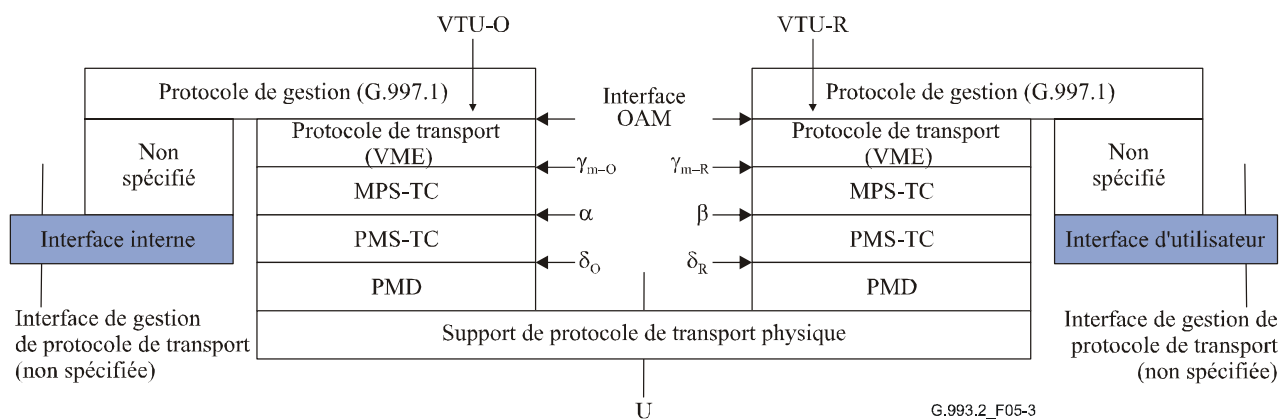 VTU-O
VTU-R
Protocole de gestion (G.997.1)
Interface
OAM
Protocole de gestion (G.997.1)
Non
spécifié
Protocole de transport
(VME)
Protocole de transport
(VME)
Non
spécifié
γm–O
γm–R
MPS-TC
MPS-TC
α
β
Interface interne
PMS-TC
PMS-TC
Interface d'utilisateur
δO
δR
PMD
PMD
Interface de gestion
de protocole de transport
(non spécifiée)
Support de protocole de transport physique
Interface de gestion de
protocole de transport
(non spécifiée)
U
G.993.2_F05-3